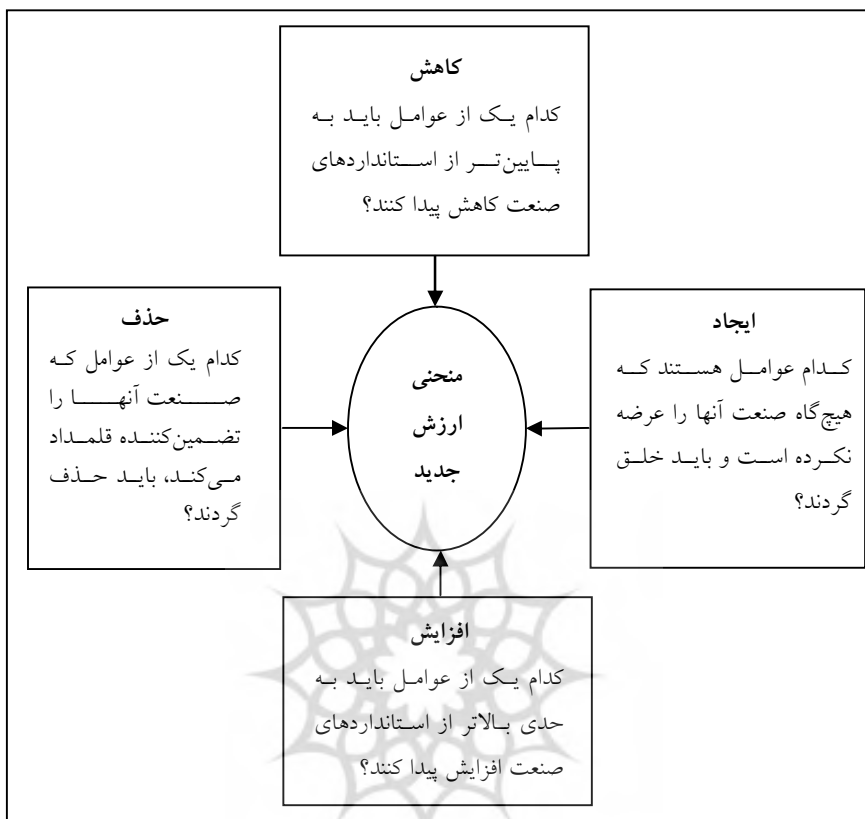 کاهش
کدام یک از عوامل باید به
پایین‌تر از استانداردهای
صنعت کاهش پیدا کنند؟
ایجاد
کدام عوامل هستند که
هیچ‌گاه صنعت آنها را عرضه
نکرده است و باید خلق
گردند؟
منحنی
ارزش
جدید
حذف
کدام یک از عوامل که
صنعت آنها را
تضمین‌کننده قلمداد
می‌کند، باید حذف
گردند؟
افزایش
کدام یک از عوامل باید به
حدی بالاتر از استانداردهای
صنعت افزایش پیدا کنند؟